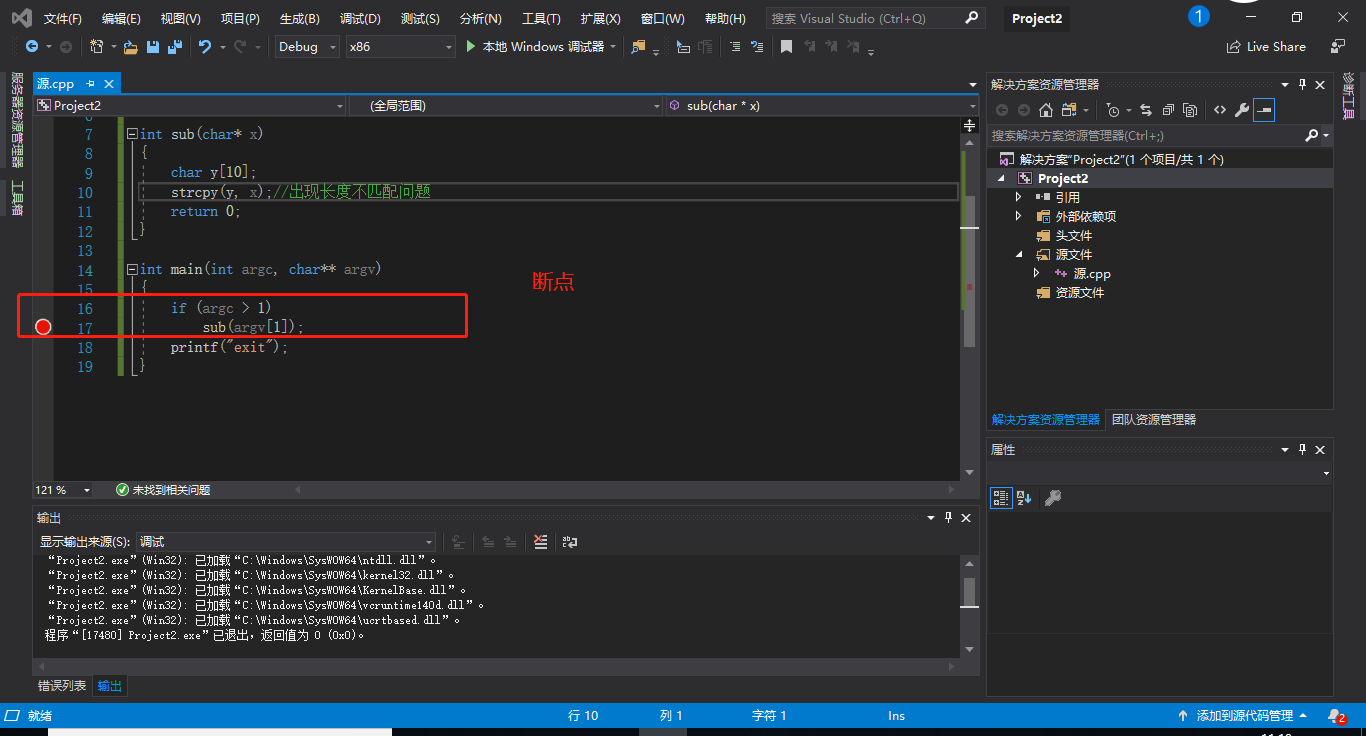 文件(F) 编辑(E) 视图(V) 项目(P) 生成(B) 调试(D) 测试(S) 分析(N) 工具(T) 扩展(X) 窗口(W) 帮助(H) 搜索 Visual Studio (Ctrl+Q) Project2 1
Debug x86 本地 Windows 调试器 Live Share
服务器资源管理器
工具箱
源.cpp
Project2 (全局范围) sub(char * x)
7 int sub(char* x)
8 {
9 char y[10];
10 strcpy(y, x);//出现长度不匹配问题
11 return 0;
12 }
13
14 int main(int argc, char** argv)
15 {
16 if (argc > 1)
17 sub(argv[1]);
18 printf("exit");
19 }
断点
121 % 未找到相关问题
输出
显示输出来源(S): 调试
“Project2.exe”(Win32): 已加载“C:\Windows\SysWOW64\ntdll.dll”。
“Project2.exe”(Win32): 已加载“C:\Windows\SysWOW64\kernel32.dll”。
“Project2.exe”(Win32): 已加载“C:\Windows\SysWOW64\KernelBase.dll”。
“Project2.exe”(Win32): 已加载“C:\Windows\SysWOW64\vcruntime140d.dll”。
“Project2.exe”(Win32): 已加载“C:\Windows\SysWOW64\ucrtbased.dll”。
程序“[17480] Project2.exe”已退出，返回值为 0 (0x0)。
错误列表 输出
解决方案资源管理器
搜索解决方案资源管理器(Ctrl+;)
解决方案"Project2"(1 个项目/共 1 个)
Project2
引用
外部依赖项
头文件
源文件
源.cpp
资源文件
解决方案资源管理器 团队资源管理器
属性
诊断工具
就绪 行 10 列 1 字符 1 Ins 添加到源代码管理 2